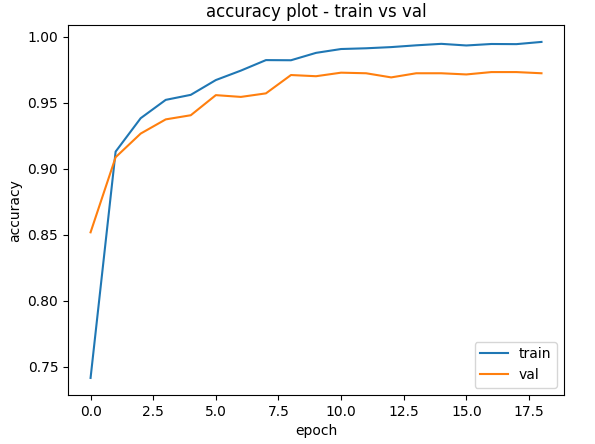 accuracy plot - train vs val
1.00
0.95
0.90
0.85
0.80
0.75
accuracy
0.0 2.5 5.0 7.5 10.0 12.5 15.0 17.5
epoch
train
val